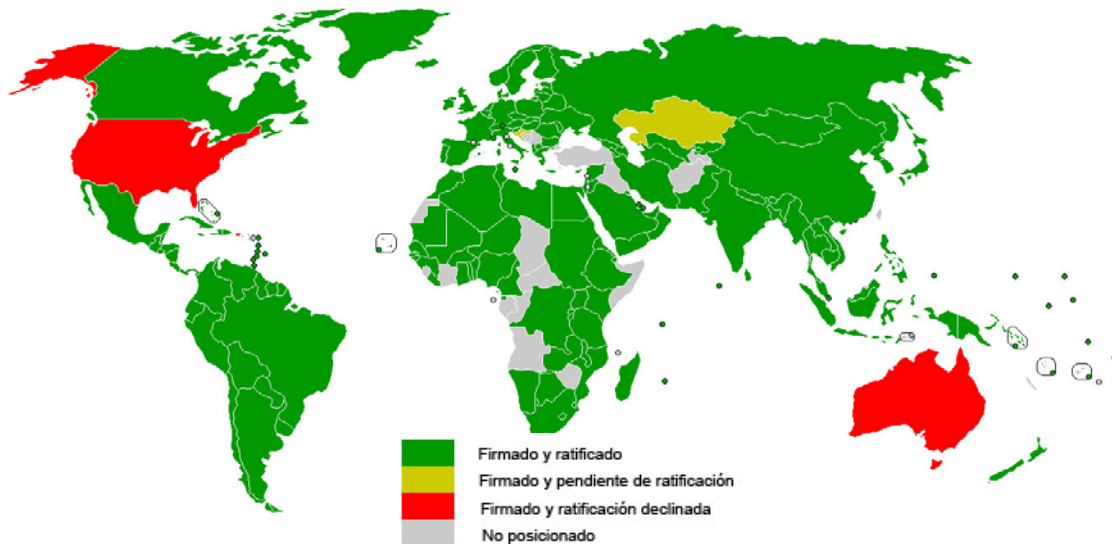 Firmado y ratificado
Firmado y pendiente de ratificación
Firmado y ratificación declinada
No posicionado